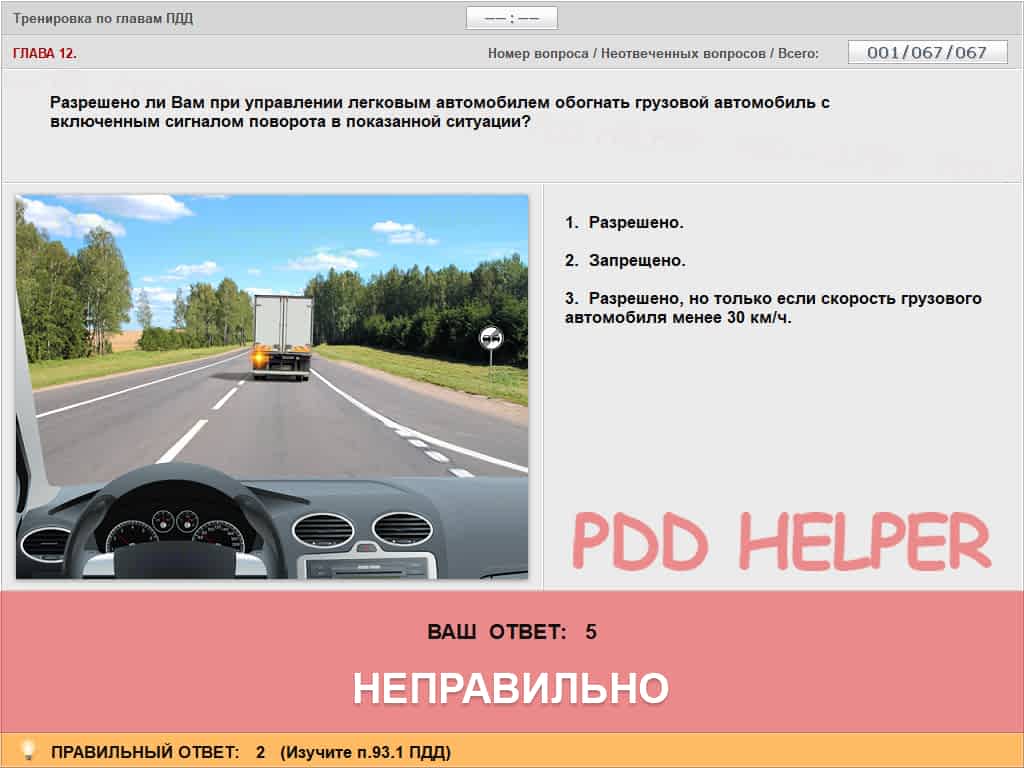 Тренировка по главам ПДД
—— : ——
ГЛАВА 12.
Номер вопроса / Неотвеченных вопросов / Всего:
001/067/067
Разрешено ли Вам при управлении легковым автомобилем обогнать грузовой автомобиль с
включенным сигналом поворота в показанной ситуации?
1. Разрешено.
2. Запрещено.
3. Разрешено, но только если скорость грузового
автомобиля менее 30 км/ч.
PDD HELPER
ВАШ ОТВЕТ: 5
НЕПРАВИЛЬНО
ПРАВИЛЬНЫЙ ОТВЕТ: 2 (Изучите п.93.1 ПДД)